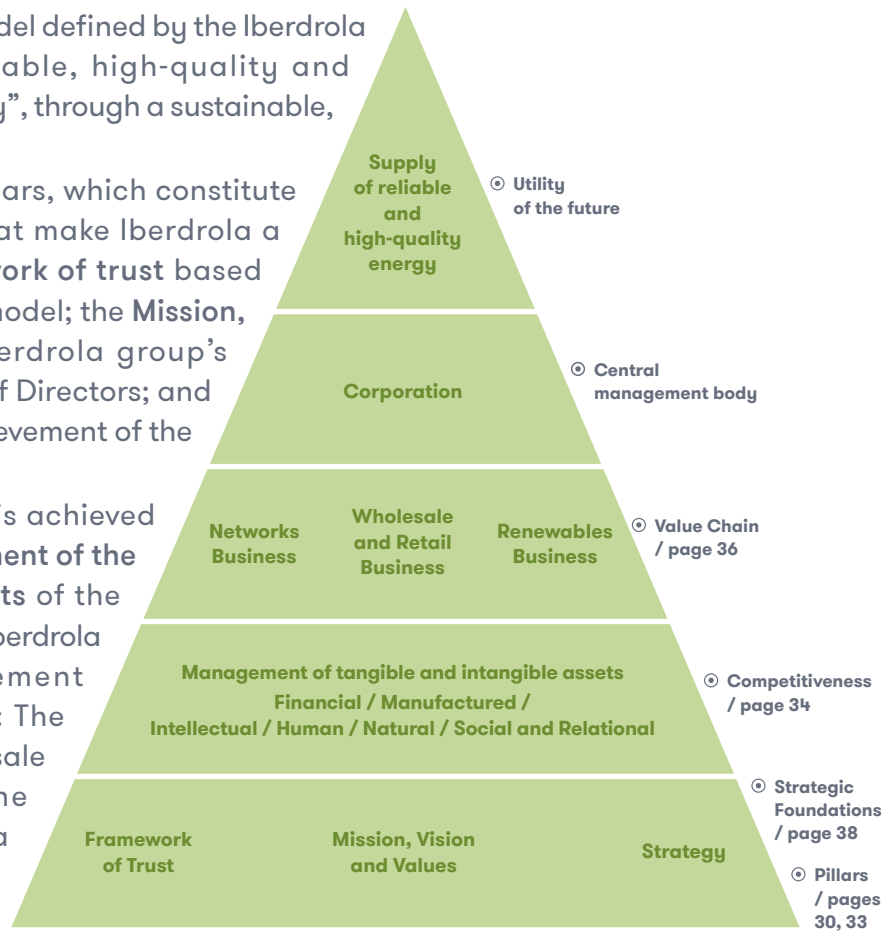 del defined by the Iberdrola
able, high-quality and
y”, through a sustainable,
ars, which constitute
at make Iberdrola a
work of trust based
nodel; the Mission,
erdrola group’s
f Directors; and
evement of the
is achieved
ment of the
ts of the
berdrola
ement
: The
sale
ne
a
Supply
of reliable
and
high-quality
energy
Utility
of the future
Corporation
Central
management body
Networks
Business
Wholesale
and Retail
Business
Renewables
Business
Value Chain
/ page 36
Management of tangible and intangible assets
Financial / Manufactured /
Intellectual / Human / Natural / Social and Relational
Competitiveness
/ page 34
Framework
of Trust
Mission, Vision
and Values
Strategy
Strategic
Foundations
/ page 38
Pillars
/ pages
30, 33